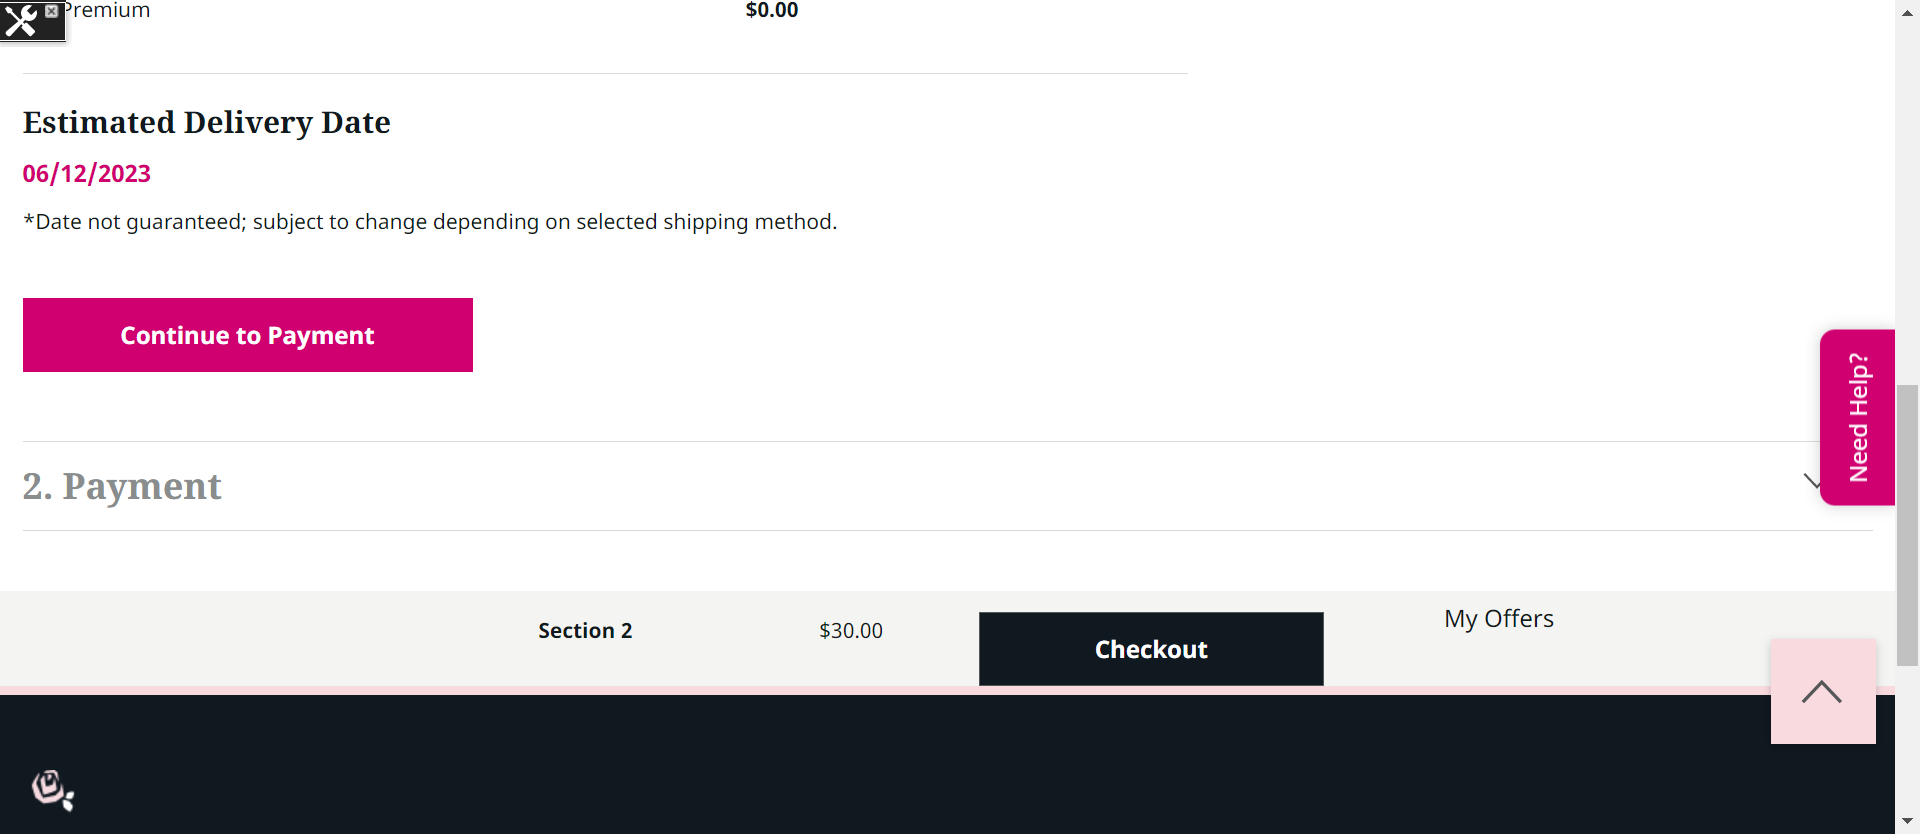 Premium $0.00
Estimated Delivery Date
06/12/2023
*Date not guaranteed; subject to change depending on selected shipping method.
Continue to Payment
Need Help?
2. Payment
Section 2 $30.00 Checkout My Offers